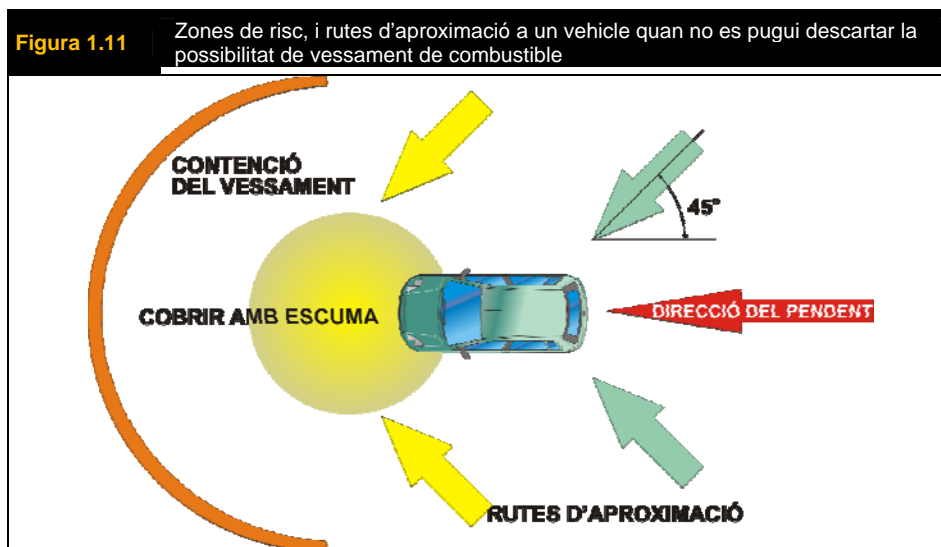 Figura 1.11
Zones de risc, i rutes d’aproximació a un vehicle quan no es pugui descartar la
possibilitat de vessament de combustible
CONTENCIÓ
DEL VESSAMENT
45°
COBRIR AMB ESCUMA
DIRECCIÓ DEL PENDENT
RUTES D'APROXIMACIÓ